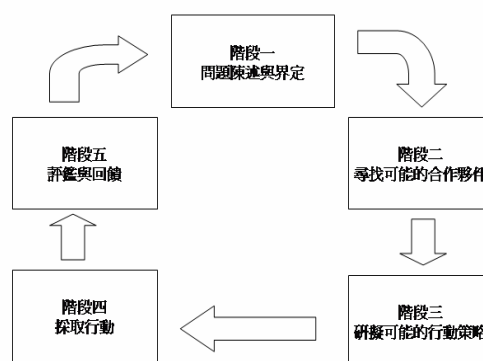 階段一
問題陳述與界定
階段二
尋找可能的合作夥伴
階段三
研擬可能的行動策略
階段四
採取行動
階段五
評鑑與回饋